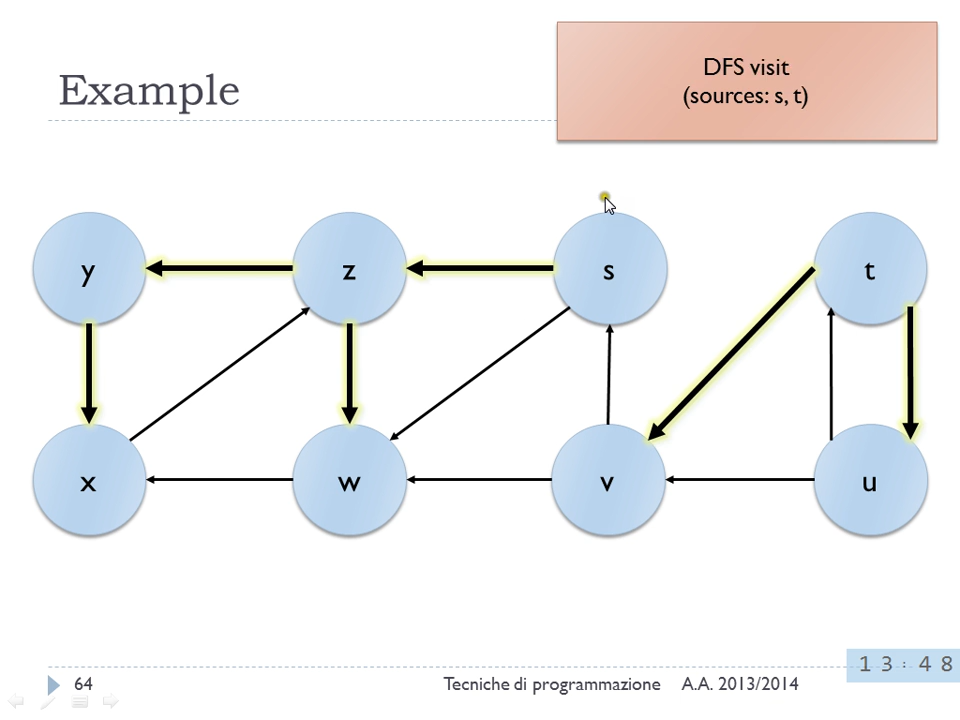 Example
DFS visit
(sources: s, t)
y z s t
x w v u
64 Tecniche di programmazione A.A. 2013/2014
13:48